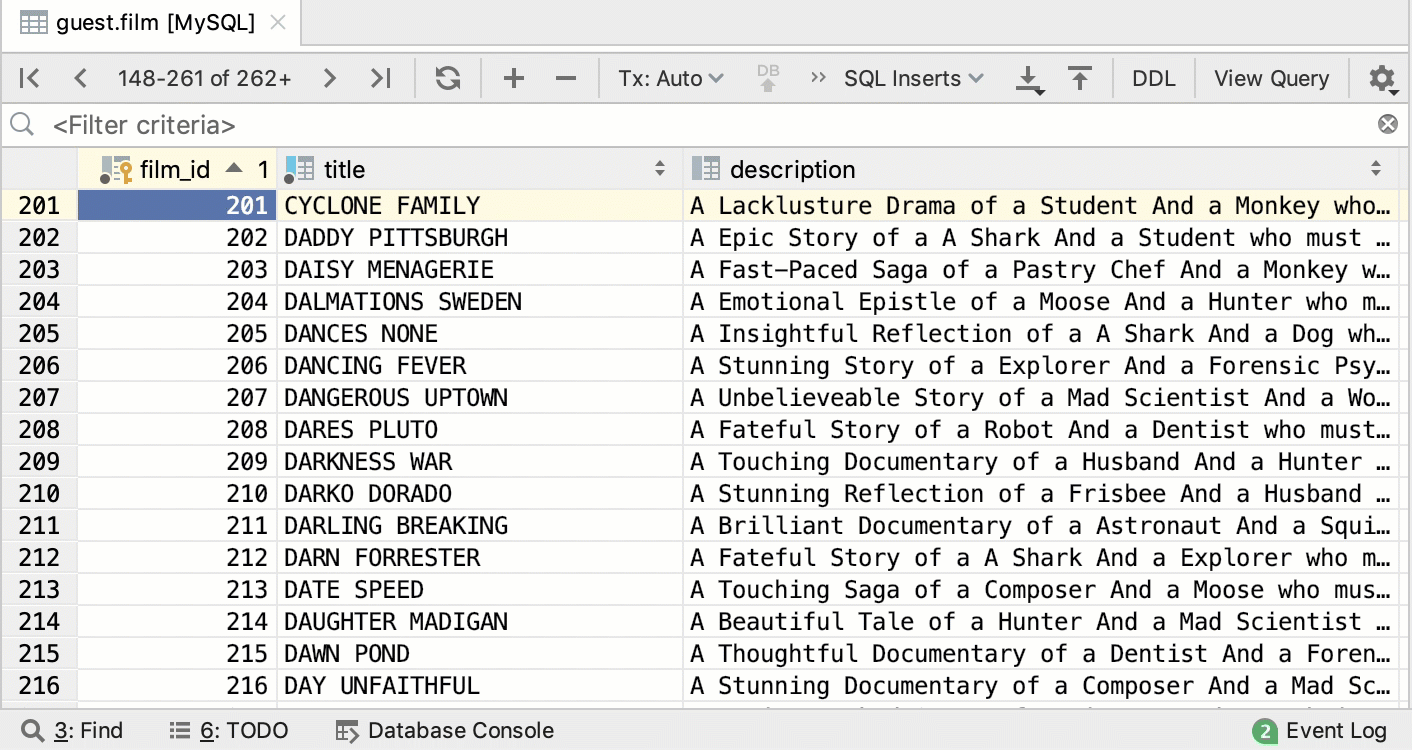 guest.film [MySQL]
148-261 of 262+ Tx: Auto DB SQL Inserts DDL View Query
<Filter criteria>
film_id 1 title description
201 201 CYCLONE FAMILY A Lacklusture Drama of a Student And a Monkey who…
202 202 DADDY PITTSBURGH A Epic Story of a A Shark And a Student who must …
203 203 DAISY MENAGERIE A Fast-Paced Saga of a Pastry Chef And a Monkey w…
204 204 DALMATIONS SWEDEN A Emotional Epistle of a Moose And a Hunter who m…
205 205 DANCES NONE A Insightful Reflection of a A Shark And a Dog wh…
206 206 DANCING FEVER A Stunning Story of a Explorer And a Forensic Psy…
207 207 DANGEROUS UPTOWN A Unbelieveable Story of a Mad Scientist And a Wo…
208 208 DARES PLUTO A Fateful Story of a Robot And a Dentist who must…
209 209 DARKNESS WAR A Touching Documentary of a Husband And a Hunter …
210 210 DARKO DORADO A Stunning Reflection of a Frisbee And a Husband …
211 211 DARLING BREAKING A Brilliant Documentary of a Astronaut And a Squi…
212 212 DARN FORRESTER A Fateful Story of a A Shark And a Explorer who m…
213 213 DATE SPEED A Touching Saga of a Composer And a Moose who mus…
214 214 DAUGHTER MADIGAN A Beautiful Tale of a Hunter And a Mad Scientist …
215 215 DAWN POND A Thoughtful Documentary of a Dentist And a Foren…
216 216 DAY UNFAITHFUL A Stunning Documentary of a Composer And a Mad Sc…
3: Find 6: TODO Database Console 2 Event Log